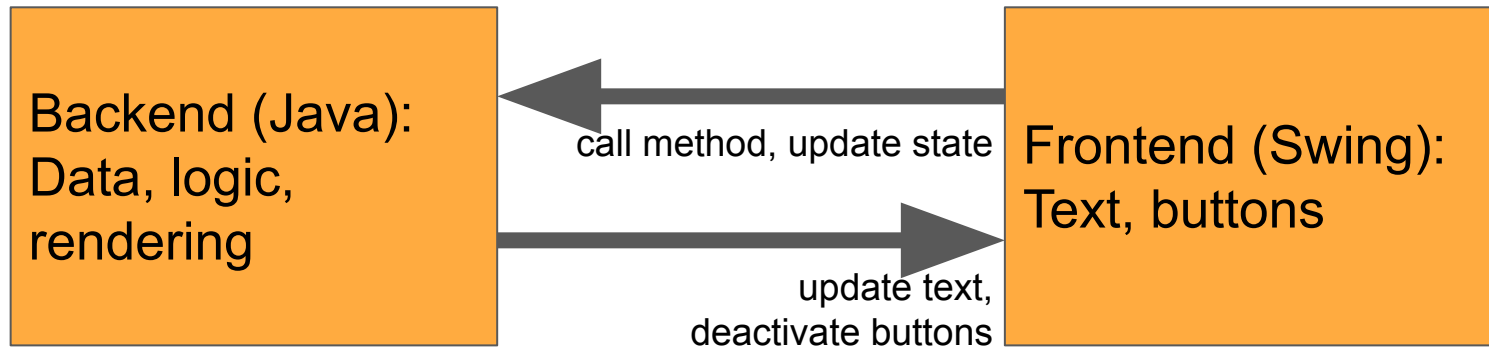 Backend (Java):
Data, logic,
rendering
call method, update state
update text,
deactivate buttons
Frontend (Swing):
Text, buttons